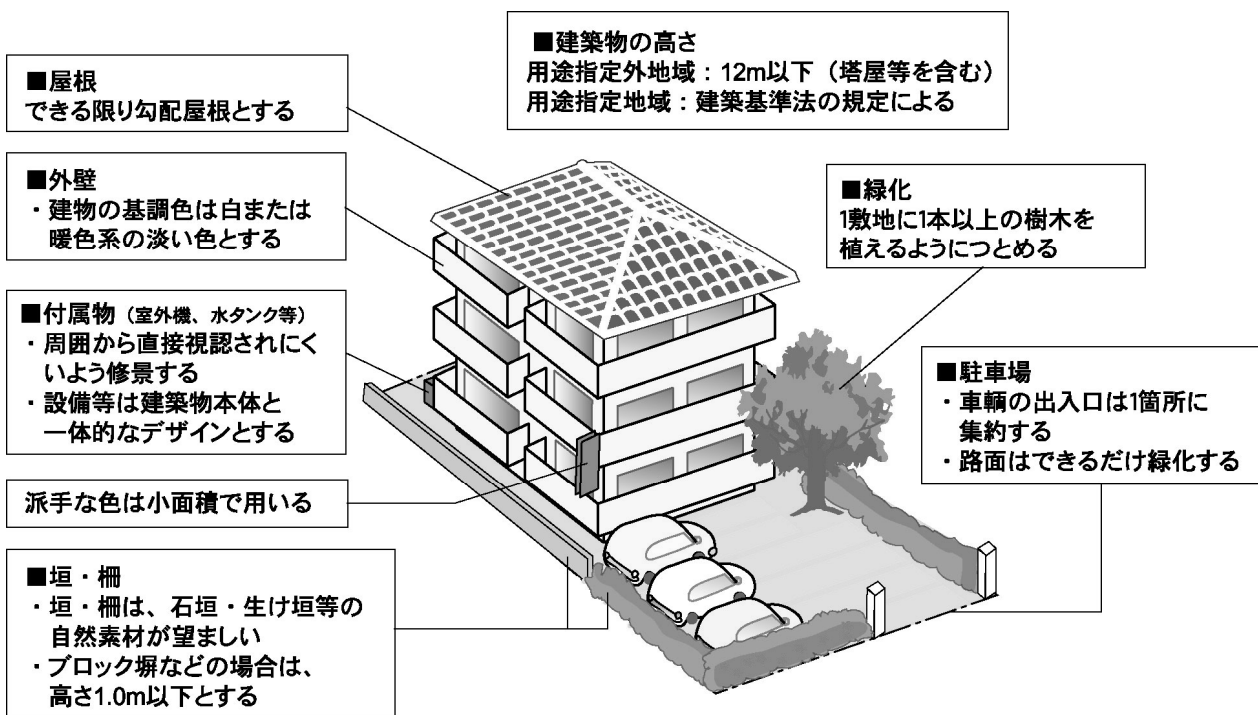 ■建築物の高さ
用途指定外地域：12m以下（塔屋等を含む）
用途指定地域：建築基準法の規定による
■屋根
できる限り勾配屋根とする
■外壁
・建物の基調色は白または
暖色系の淡い色とする
■緑化
1敷地に1本以上の樹木を
植えるようにつとめる
■付属物（室外機、水タンク等）
・周囲から直接視認されにく
いよう修景する
・設備等は建築物本体と
一体的なデザインとする
■駐車場
・車輌の出入口は1箇所に
集約する
・路面はできるだけ緑化する
派手な色は小面積で用いる
■垣・柵
・垣・柵は、石垣・生け垣等の
自然素材が望ましい
・ブロック塀などの場合は、
高さ1.0m以下とする